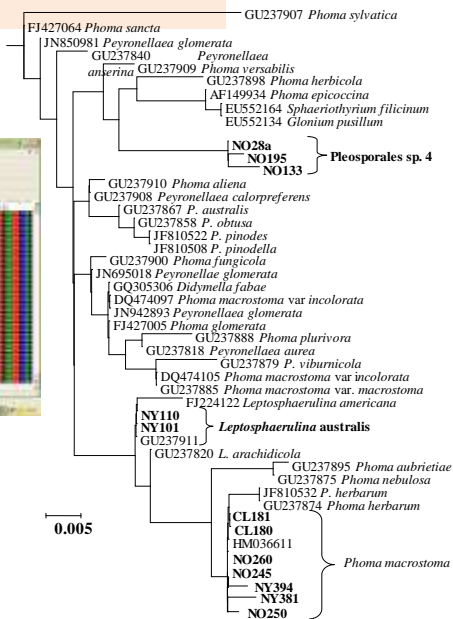 GU237907 Phoma sylvatica
FJ427064 Phoma sancta
JN850981 Peyronellaea glomerata
GU237840 Peyronellaea
anserina GU237909 Phoma versabilis
GU237898 Phoma herbicola
AF149934 Phoma epicoccina
EU552164 Sphaeriothyrium filicinum
EU552134 Glonium pusillum
NO28a
NO195 Pleosporales sp. 4
NO133
GU237910 Phoma aliena
GU237908 Peyronellaea calorpreferens
GU237867 P. australis
GU237858 P. obtusa
JF810522 P. pinodes
JF810508 P. pinodella
GU237900 Phoma fungicola
JN695018 Peyronellae glomerata
GQ305306 Didymella fabae
DQ474097 Phoma macrostoma var incolorata
JN942893 Peyronellaea glomerata
FJ427005 Phoma glomerata
GU237888 Phoma plurivora
GU237818 Peyronellaea aurea
GU237879 P. viburnicola
DQ474105 Phoma macrostoma var incolorata
GU237885 Phoma macrostoma var. macrostoma
FJ224122 Leptosphaerulina americana
NY110
NY101 Leptosphaerulina australis
GU237911
GU237820 L. arachidicola
GU237895 Phoma aubrietiae
GU237875 Phoma nebulosa
JF810532 P. herbarum
GU237874 Phoma herbarum
CL181
0.005 CL180
HM036611
NO260 Phoma macrostoma
NO245
NY394
NY381
NO250